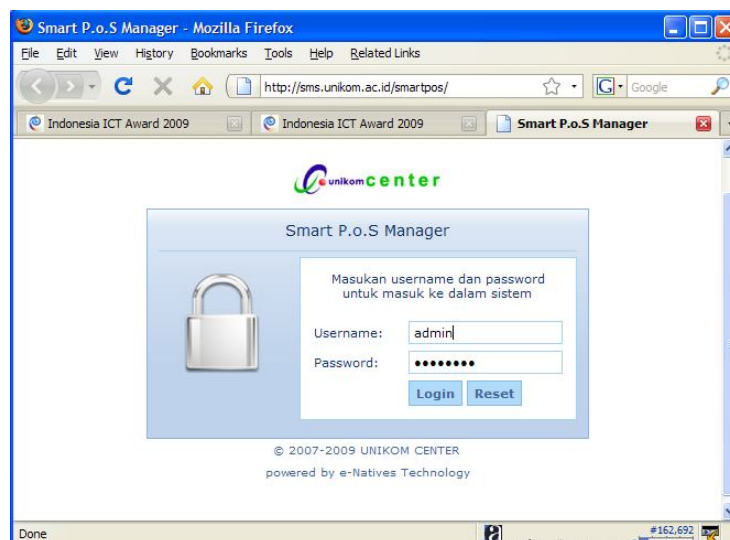 Smart P.o.S Manager - Mozilla Firefox
File Edit View History Bookmarks Tools Help Related Links
http://sms.unikom.ac.id/smartpos/ G Google
Indonesia ICT Award 2009 Indonesia ICT Award 2009 Smart P.o.S Manager
unikom center
Smart P.o.S Manager
Masukan username dan password
untuk masuk ke dalam sistem
Username: admin
Password: ••••••••
Login Reset
© 2007-2009 UNIKOM CENTER
powered by e-Natives Technology
Done #162,692